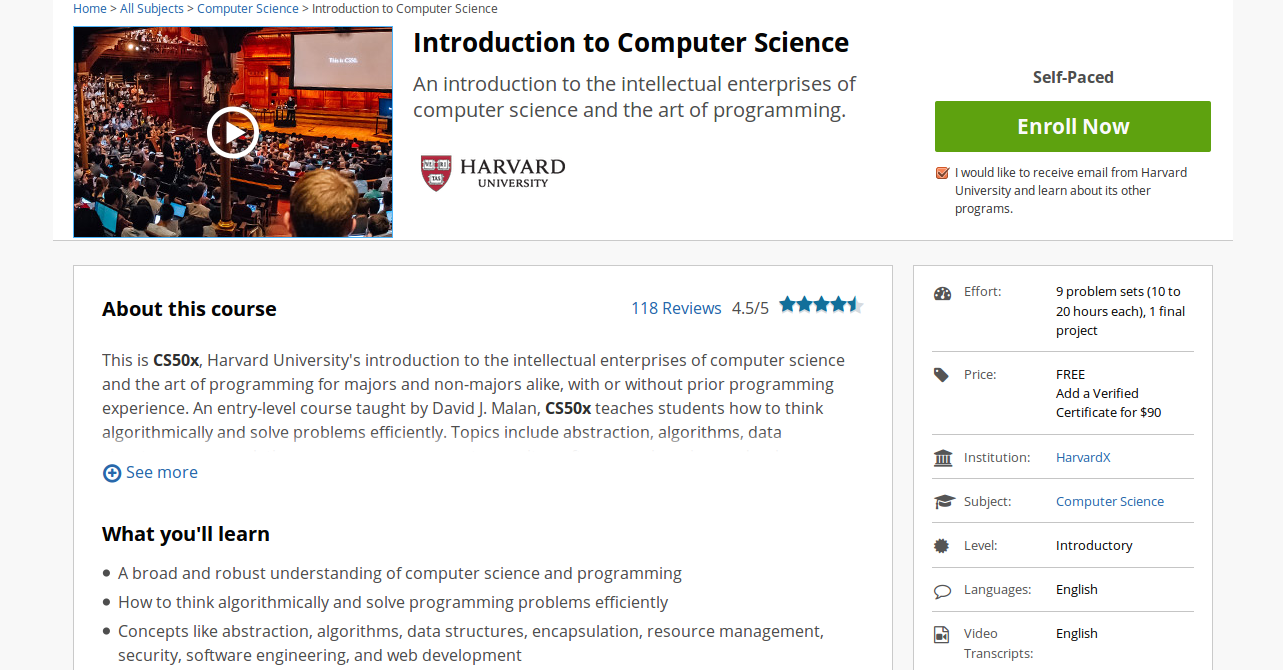 Home > All Subjects > Computer Science > Introduction to Computer Science
This is CS50.
Introduction to Computer Science
An introduction to the intellectual enterprises of
computer science and the art of programming.
HARVARD
UNIVERSITY
Self-Paced
Enroll Now
I would like to receive email from Harvard
University and learn about its other
programs.
About this course
118 Reviews 4.5/5
This is CS50x, Harvard University's introduction to the intellectual enterprises of computer science
and the art of programming for majors and non-majors alike, with or without prior programming
experience. An entry-level course taught by David J. Malan, CS50x teaches students how to think
algorithmically and solve problems efficiently. Topics include abstraction, algorithms, data
See more
What you'll learn
A broad and robust understanding of computer science and programming
How to think algorithmically and solve programming problems efficiently
Concepts like abstraction, algorithms, data structures, encapsulation, resource management,
security, software engineering, and web development
Effort: 9 problem sets (10 to
20 hours each), 1 final
project
Price: FREE
Add a Verified
Certificate for $90
Institution: HarvardX
Subject: Computer Science
Level: Introductory
Languages: English
Video English
Transcripts: